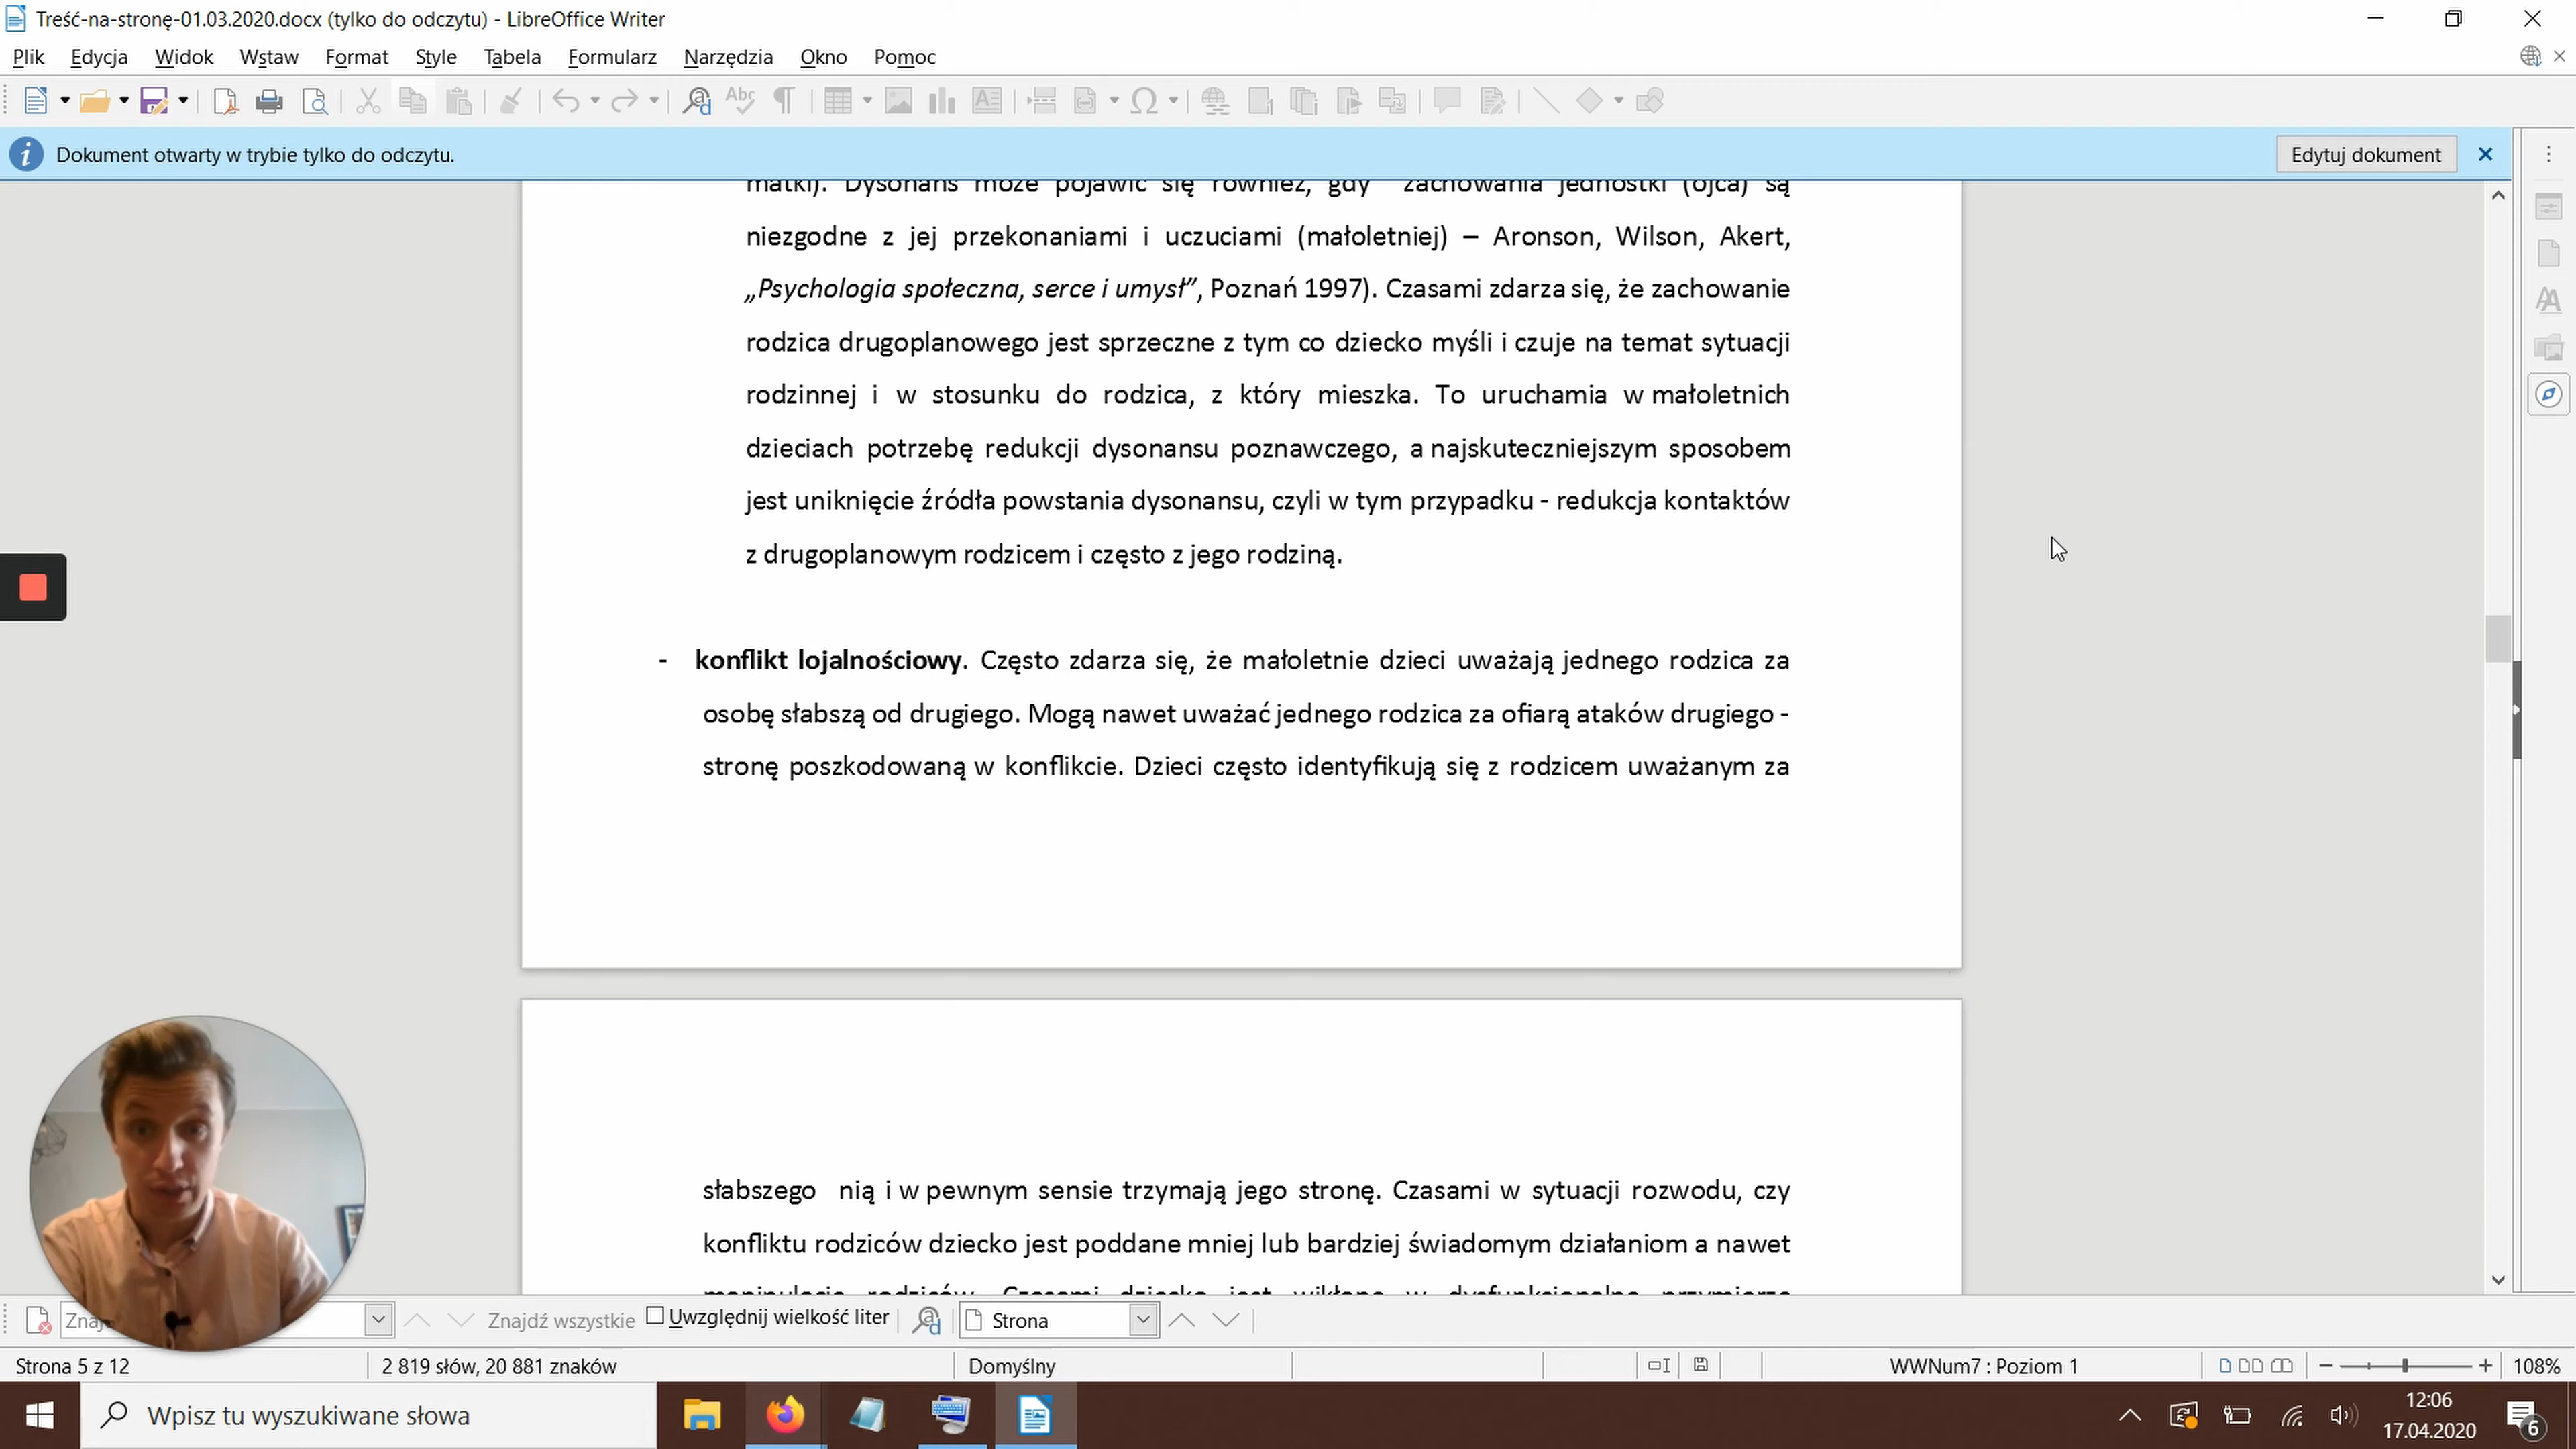 Treść-na-stronę-01.03.2020.docx (tylko do odczytu) - LibreOffice Writer
Plik Edycja Widok Wstaw Format Style Tabela Formularz Narzędzia Okno Pomoc
Dokument otwarty w trybie tylko do odczytu. Edytuj dokument
matki). Dysonans może pojawić się również, gdy zachowania jednostki (ojca) są
niezgodne z jej przekonaniami i uczuciami (małoletniej) – Aronson, Wilson, Akert,
„Psychologia społeczna, serce i umysł”, Poznań 1997). Czasami zdarza się, że zachowanie
rodzica drugoplanowego jest sprzeczne z tym co dziecko myśli i czuje na temat sytuacji
rodzinnej i w stosunku do rodzica, z który mieszka. To uruchamia w małoletnich
dzieciach potrzebę redukcji dysonansu poznawczego, a najskuteczniejszym sposobem
jest uniknięcie źródła powstania dysonansu, czyli w tym przypadku - redukcja kontaktów
z drugoplanowym rodzicem i często z jego rodziną.
- konflikt lojalnościowy. Często zdarza się, że małoletnie dzieci uważają jednego rodzica za
osobę słabszą od drugiego. Mogą nawet uważać jednego rodzica za ofiarą ataków drugiego -
stronę poszkodowaną w konflikcie. Dzieci często identyfikują się z rodzicem uważanym za
słabszego nią i w pewnym sensie trzymają jego stronę. Czasami w sytuacji rozwodu, czy
konfliktu rodziców dziecko jest poddane mniej lub bardziej świadomym działaniom a nawet
manipulacje rodziców. Czasami dziecko jest wikłane w dysfunkcjonalne przymierze
Znaj Znajdź wszystkie Uwzględnij wielkość liter Strona
Strona 5 z 12 2 819 słów, 20 881 znaków Domyślny WWNum7 : Poziom 1 108%
Wpisz tu wyszukiwane słowa
12:06
17.04.2020
6